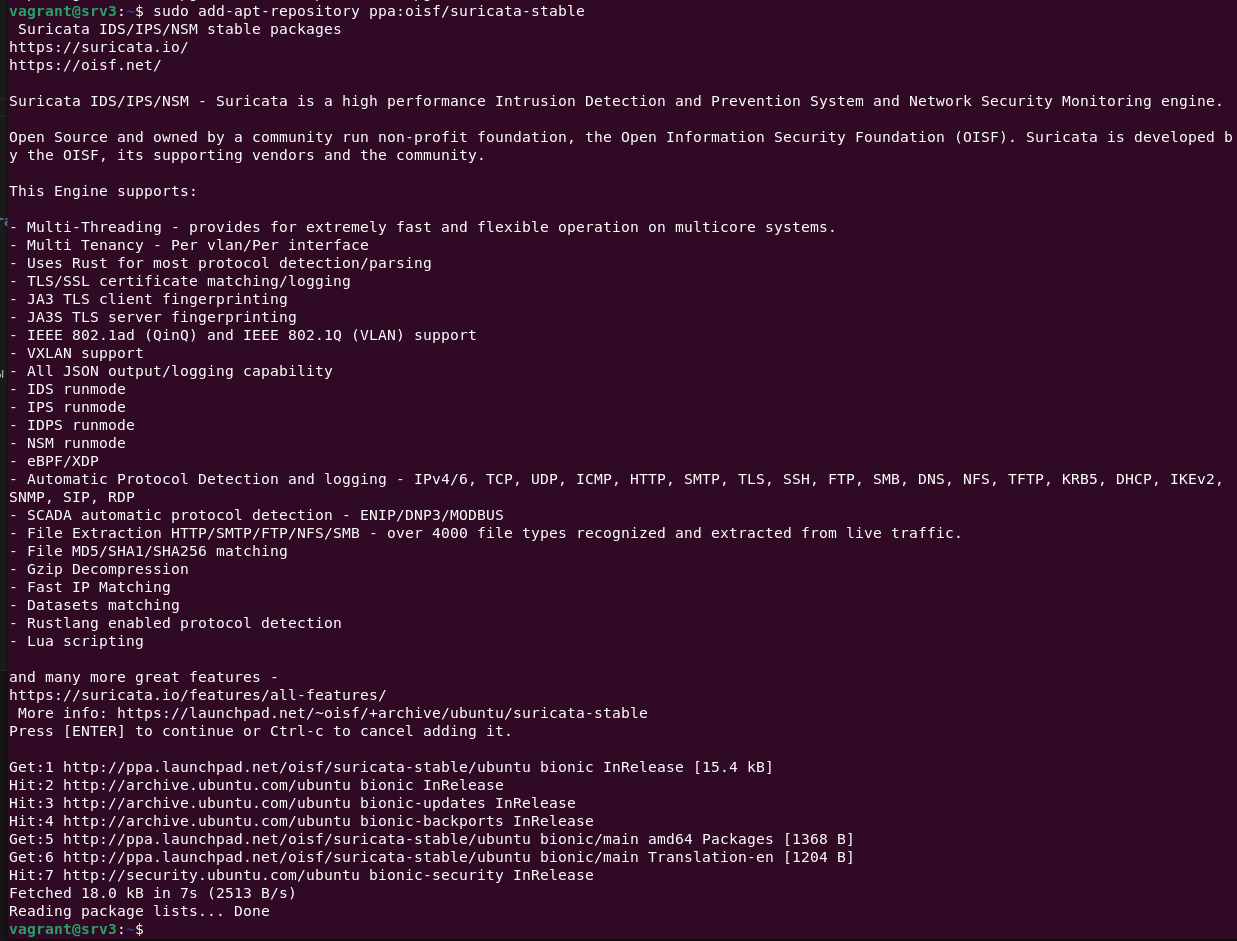 vagrant@srv3:~$ sudo add-apt-repository ppa:oisf/suricata-stable
 Suricata IDS/IPS/NSM stable packages
https://suricata.io/
https://oisf.net/

Suricata IDS/IPS/NSM - Suricata is a high performance Intrusion Detection and Prevention System and Network Security Monitoring engine.

Open Source and owned by a community run non-profit foundation, the Open Information Security Foundation (OISF). Suricata is developed b
y the OISF, its supporting vendors and the community.

This Engine supports:

- Multi-Threading - provides for extremely fast and flexible operation on multicore systems.
- Multi Tenancy - Per vlan/Per interface
- Uses Rust for most protocol detection/parsing
- TLS/SSL certificate matching/logging
- JA3 TLS client fingerprinting
- JA3S TLS server fingerprinting
- IEEE 802.1ad (QinQ) and IEEE 802.1Q (VLAN) support
- VXLAN support
- All JSON output/logging capability
- IDS runmode
- IPS runmode
- IDPS runmode
- NSM runmode
- eBPF/XDP
- Automatic Protocol Detection and logging - IPv4/6, TCP, UDP, ICMP, HTTP, SMTP, TLS, SSH, FTP, SMB, DNS, NFS, TFTP, KRB5, DHCP, IKEv2,
SNMP, SIP, RDP
- SCADA automatic protocol detection - ENIP/DNP3/MODBUS
- File Extraction HTTP/SMTP/FTP/NFS/SMB - over 4000 file types recognized and extracted from live traffic.
- File MD5/SHA1/SHA256 matching
- Gzip Decompression
- Fast IP Matching
- Datasets matching
- Rustlang enabled protocol detection
- Lua scripting

and many more great features -
https://suricata.io/features/all-features/
 More info: https://launchpad.net/~oisf/+archive/ubuntu/suricata-stable
Press [ENTER] to continue or Ctrl-c to cancel adding it.

Get:1 http://ppa.launchpad.net/oisf/suricata-stable/ubuntu bionic InRelease [15.4 kB]
Hit:2 http://archive.ubuntu.com/ubuntu bionic InRelease
Hit:3 http://archive.ubuntu.com/ubuntu bionic-updates InRelease
Hit:4 http://archive.ubuntu.com/ubuntu bionic-backports InRelease
Get:5 http://ppa.launchpad.net/oisf/suricata-stable/ubuntu bionic/main amd64 Packages [1368 B]
Get:6 http://ppa.launchpad.net/oisf/suricata-stable/ubuntu bionic/main Translation-en [1204 B]
Hit:7 http://security.ubuntu.com/ubuntu bionic-security InRelease
Fetched 18.0 kB in 7s (2513 B/s)
Reading package lists... Done
vagrant@srv3:~$